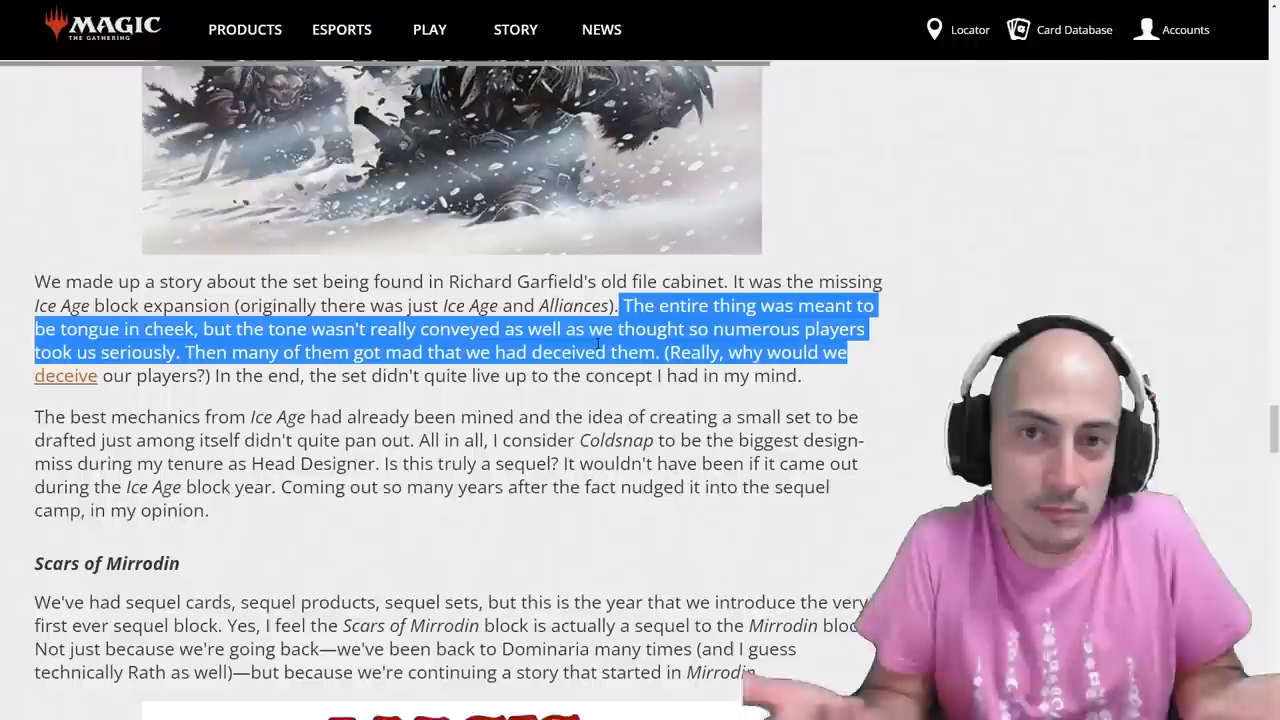 MAGIC
THE GATHERING
PRODUCTS
ESPORTS
PLAY
STORY
NEWS
Locator
Card Database
Accounts
We made up a story about the set being found in Richard Garfield's old file cabinet. It was the missing
Ice Age block expansion (originally there was just Ice Age and Alliances). The entire thing was meant to
be tongue in cheek, but the tone wasn't really conveyed as well as we thought so numerous players
took us seriously. Then many of them got mad that we had deceived them. (Really, why would we
deceive our players?) In the end, the set didn't quite live up to the concept I had in my mind.
The best mechanics from Ice Age had already been mined and the idea of creating a small set to be
drafted just among itself didn't quite pan out. All in all, I consider Coldsnap to be the biggest design-
miss during my tenure as Head Designer. Is this truly a sequel? It wouldn't have been if it came out
during the Ice Age block year. Coming out so many years after the fact nudged it into the sequel
camp, in my opinion.
Scars of Mirrodin
We've had sequel cards, sequel products, sequel sets, but this is the year that we introduce the very
first ever sequel block. Yes, I feel the Scars of Mirrodin block is actually a sequel to the Mirrodin
Not just because we're going back—we've been back to Dominaria many times (and I guess
technically Rath as well)—but because we're continuing a story that started in Mirrodin